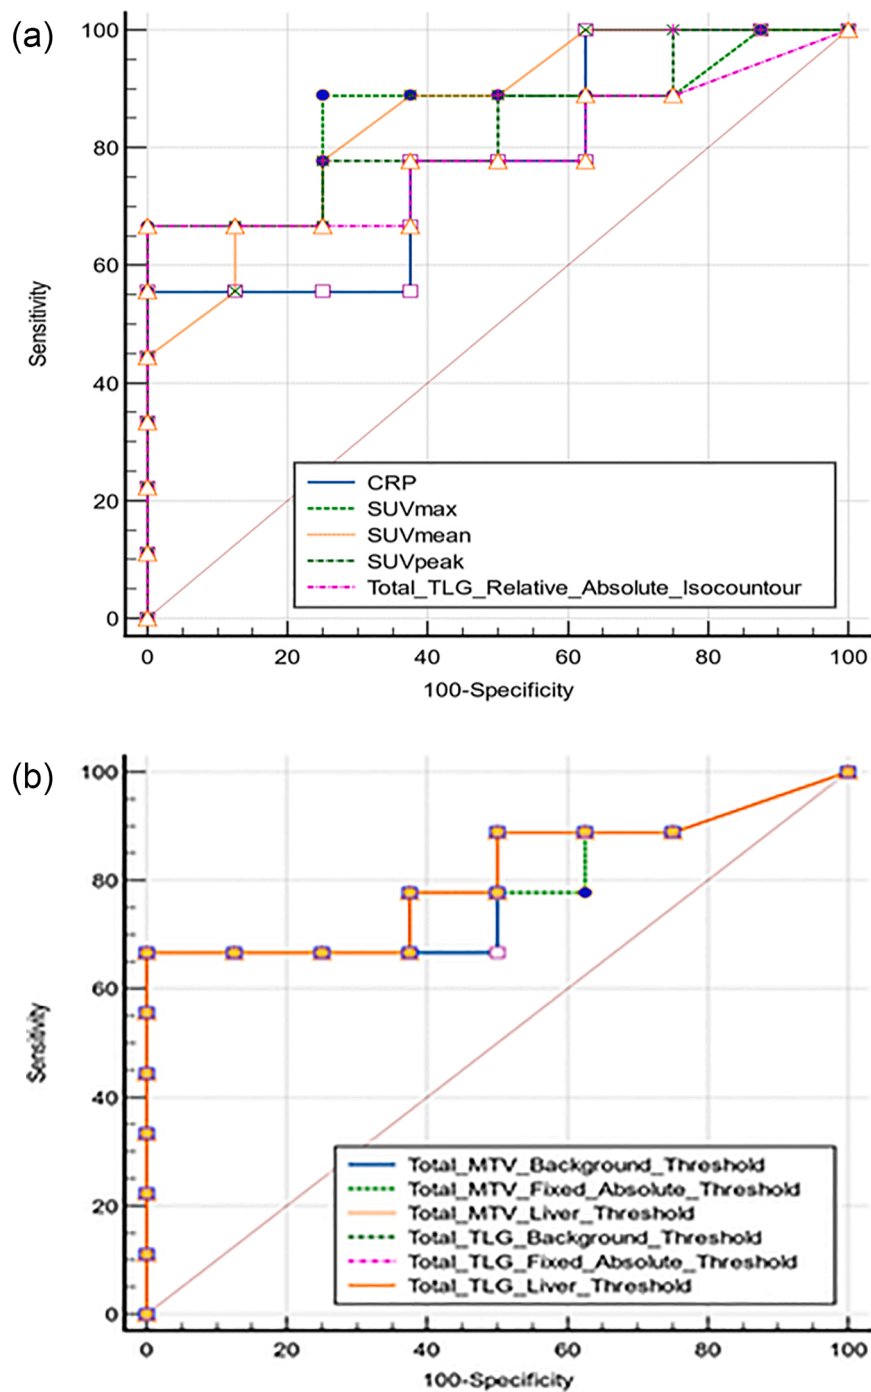 (a)
100
80
60
40
20
0
Sensitivity
CRP
SUVmax
SUVmean
SUVpeak
Total_TLG_Relative_Absolute_Isocountour
0 20 40 60 80 100
100-Specificity
(b)
100
80
60
40
20
0
Sensitivity
Total_MTV_Background_Threshold
Total_MTV_Fixed_Absolute_Threshold
Total_MTV_Liver_Threshold
Total_TLG_Background_Threshold
Total_TLG_Fixed_Absolute_Threshold
Total_TLG_Liver_Threshold
0 20 40 60 80 100
100-Specificity